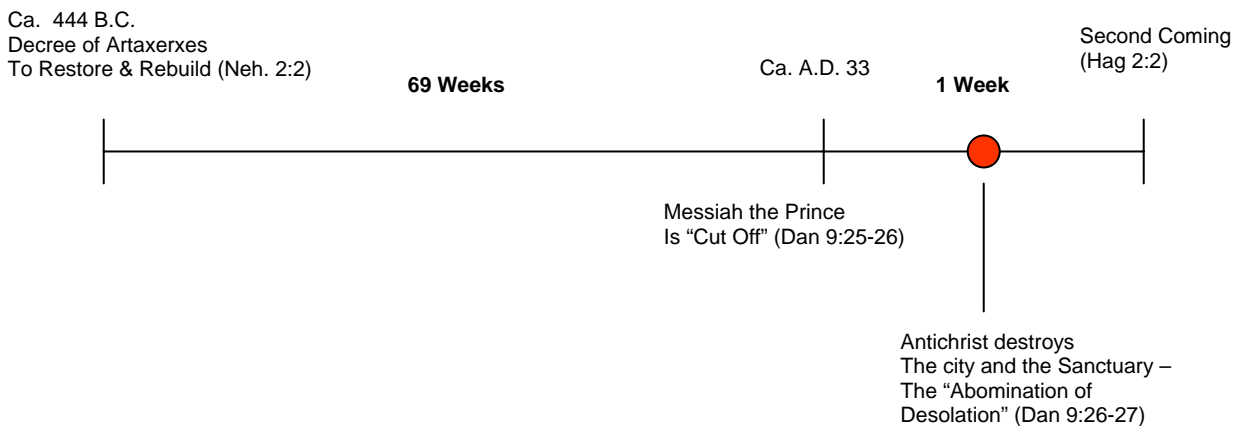 Ca. 444 B.C.
Decree of Artaxerxes
To Restore & Rebuild (Neh. 2:2)
69 Weeks
Ca. A.D. 33
1 Week
Second Coming
(Hag 2:2)
Messiah the Prince
Is “Cut Off” (Dan 9:25-26)
Antichrist destroys
The city and the Sanctuary –
The “Abomination of
Desolation” (Dan 9:26-27)